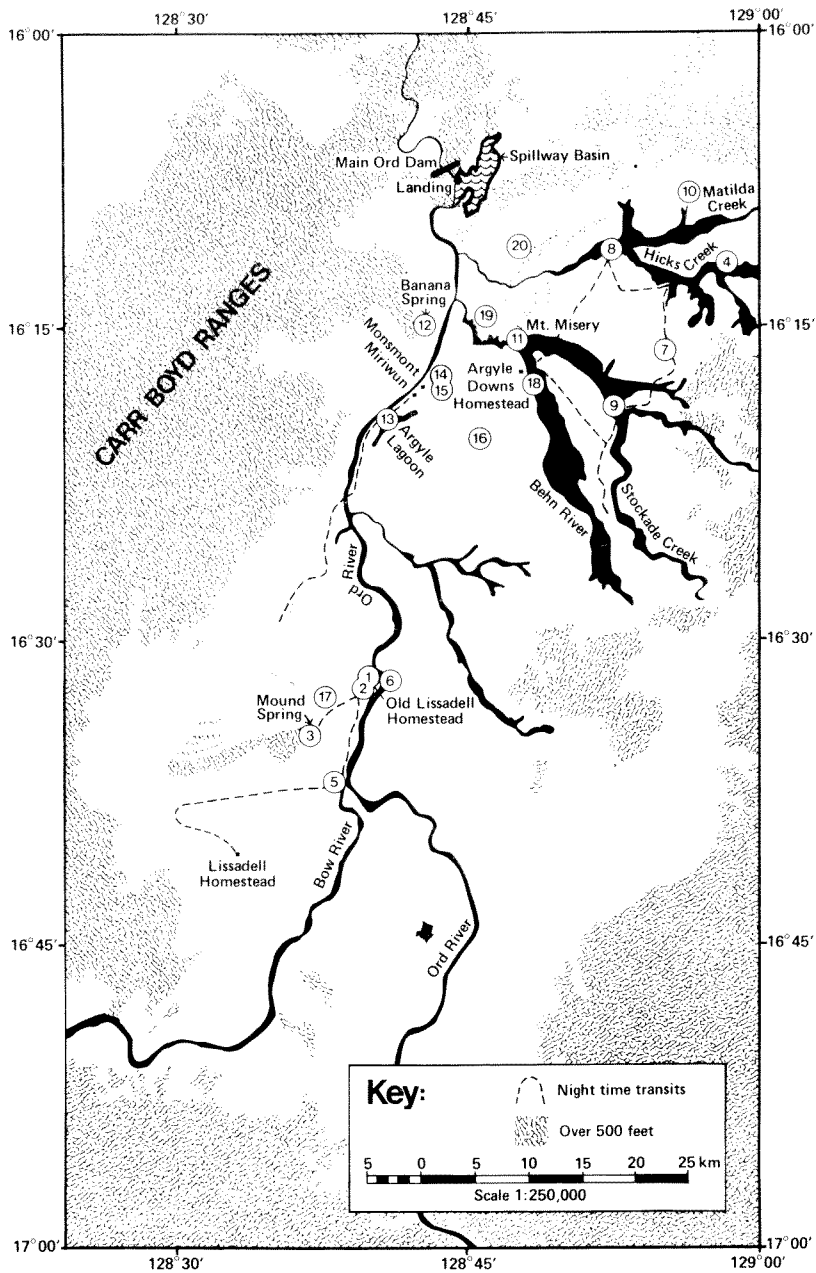 128°30′
128°45′
129°00′
16°00′
16°00′
Main Ord Dam
Spillway Basin
Landing
10
Matilda
Creek
20
8
Hicks Creek
4
CARR BOYD RANGES
Banana
Spring
12
19
11
Mt. Misery
16°15′
16°15′
7
Monsmont
Miriwun
14
15
Argyle
Downs
Homestead
18
9
13
Argyle
Lagoon
16
Behn River
Stockade Creek
Ord
River
16°30′
16°30′
1
2
6
17
Mound
Spring
3
Old Lissadell
Homestead
5
Lissadell
Homestead
Bow River
Ord River
16°45′
16°45′
Key:
Night time transits
Over 500 feet
5 0 5 10 15 20 25 km
Scale 1:250,000
17°00′
17°00′
128°30′
128°45′
129°00′